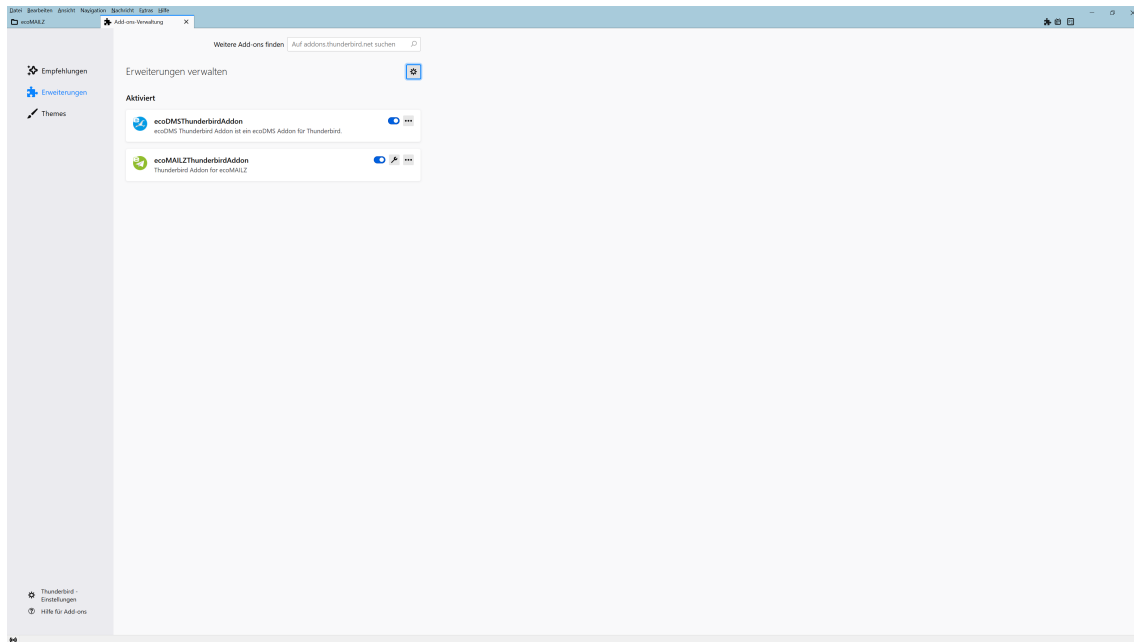 Datei Bearbeiten Ansicht Navigation Nachricht Extras Hilfe
ecoMAILZ
Add-ons-Verwaltung
Weitere Add-ons finden
Auf addons.thunderbird.net suchen
Empfehlungen
Erweiterungen
Themes
Erweiterungen verwalten
Aktiviert
ecoDMSThunderbirdAddon
ecoDMS Thunderbird Addon ist ein ecoDMS Addon für Thunderbird.
ecoMAILZThunderbirdAddon
Thunderbird Addon for ecoMAILZ
Thunderbird -
Einstellungen
Hilfe für Add-ons